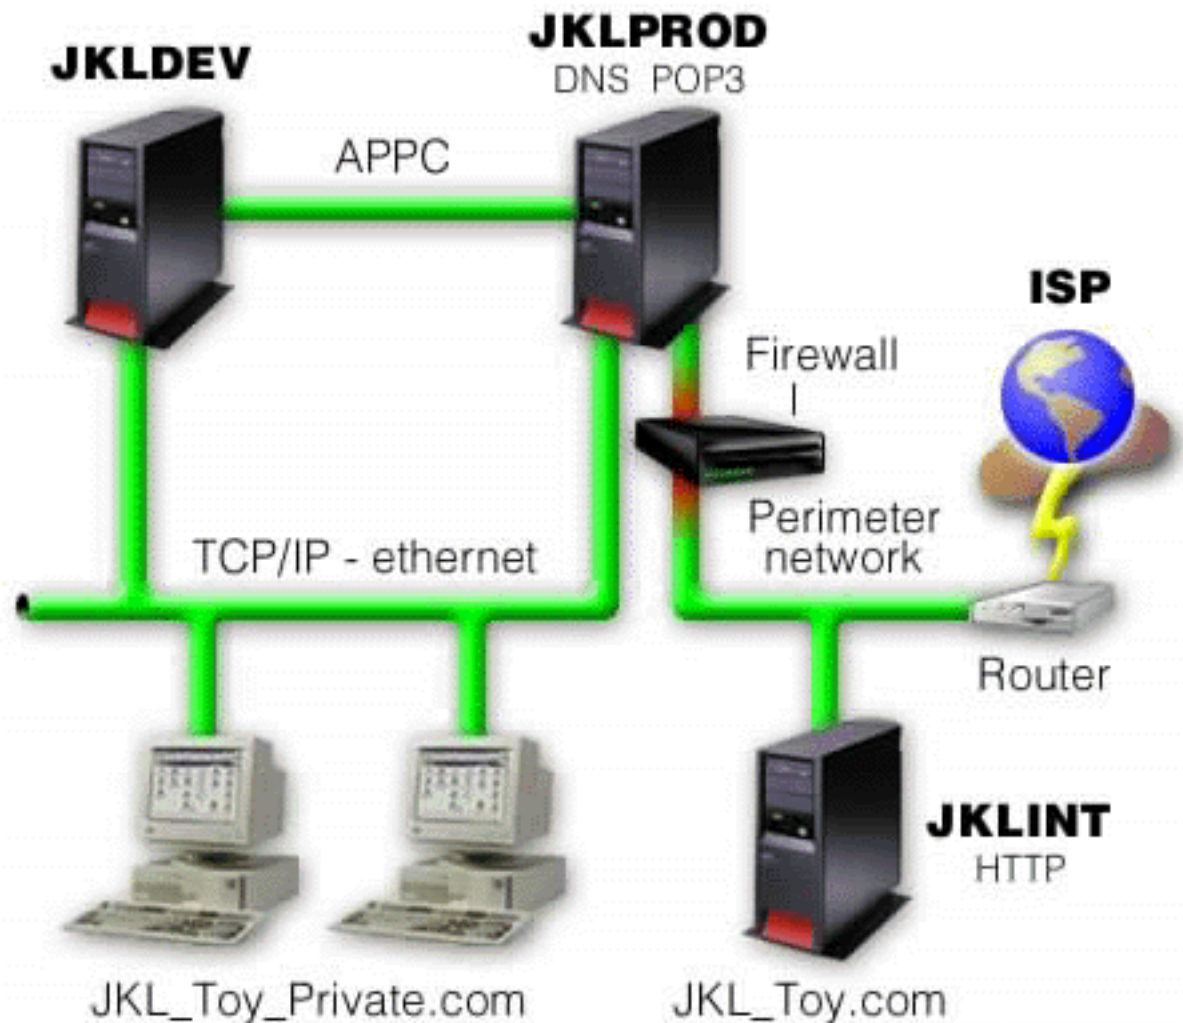 JKLDEV
JKLPROD
DNS POP3
APPC
ISP
Firewall
Perimeter
network
TCP/IP - ethernet
Router
JKLINT
HTTP
JKL_Toy_Private.com
JKL_Toy.com